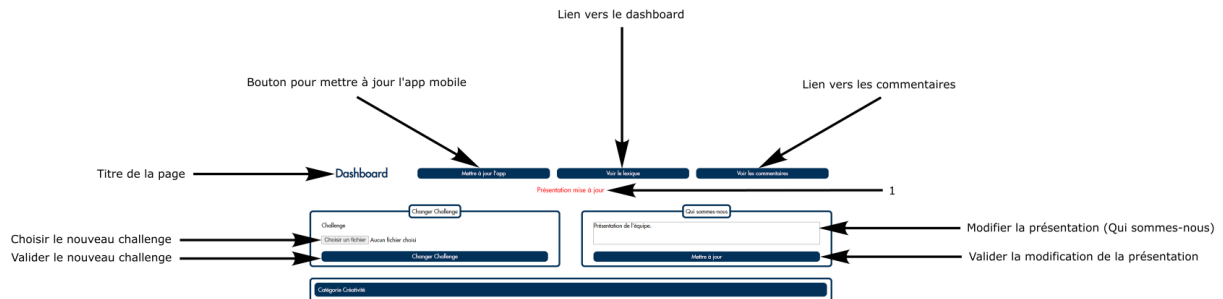 Lien vers le dashboard
Bouton pour mettre à jour l'app mobile
Lien vers les commentaires
Titre de la page
Dashboard
Mettre à jour l'app
Voir le lexique
Voir les commentaires
Présentation mise à jour
1
Changer Challenge
Qui sommes-nous
Challenge
Présentation de l'équipe.
Modifier la présentation (Qui sommes-nous)
Choisir le nouveau challenge
Choisir un fichier Aucun fichier choisi
Valider le nouveau challenge
Changer Challenge
Mettre à jour
Valider la modification de la présentation
Catégorie Créativité